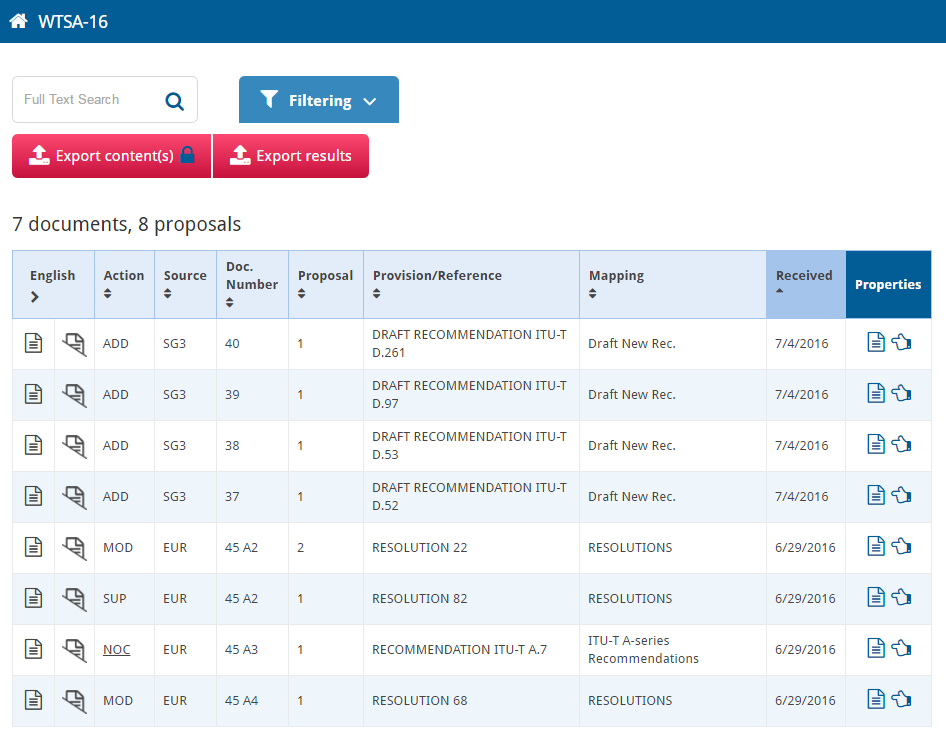 WTSA-16
Full Text Search
Filtering
Export content(s)
Export results
7 documents, 8 proposals
English Action Source Doc. Number Proposal Provision/Reference Mapping Received Properties
ADD SG3 40 1 DRAFT RECOMMENDATION ITU-T D.261 Draft New Rec. 7/4/2016
ADD SG3 39 1 DRAFT RECOMMENDATION ITU-T D.97 Draft New Rec. 7/4/2016
ADD SG3 38 1 DRAFT RECOMMENDATION ITU-T D.53 Draft New Rec. 7/4/2016
ADD SG3 37 1 DRAFT RECOMMENDATION ITU-T D.52 Draft New Rec. 7/4/2016
MOD EUR 45 A2 2 RESOLUTION 22 RESOLUTIONS 6/29/2016
SUP EUR 45 A2 1 RESOLUTION 82 RESOLUTIONS 6/29/2016
NOC EUR 45 A3 1 RECOMMENDATION ITU-T A.7 ITU-T A-series Recommendations 6/29/2016
MOD EUR 45 A4 1 RESOLUTION 68 RESOLUTIONS 6/29/2016